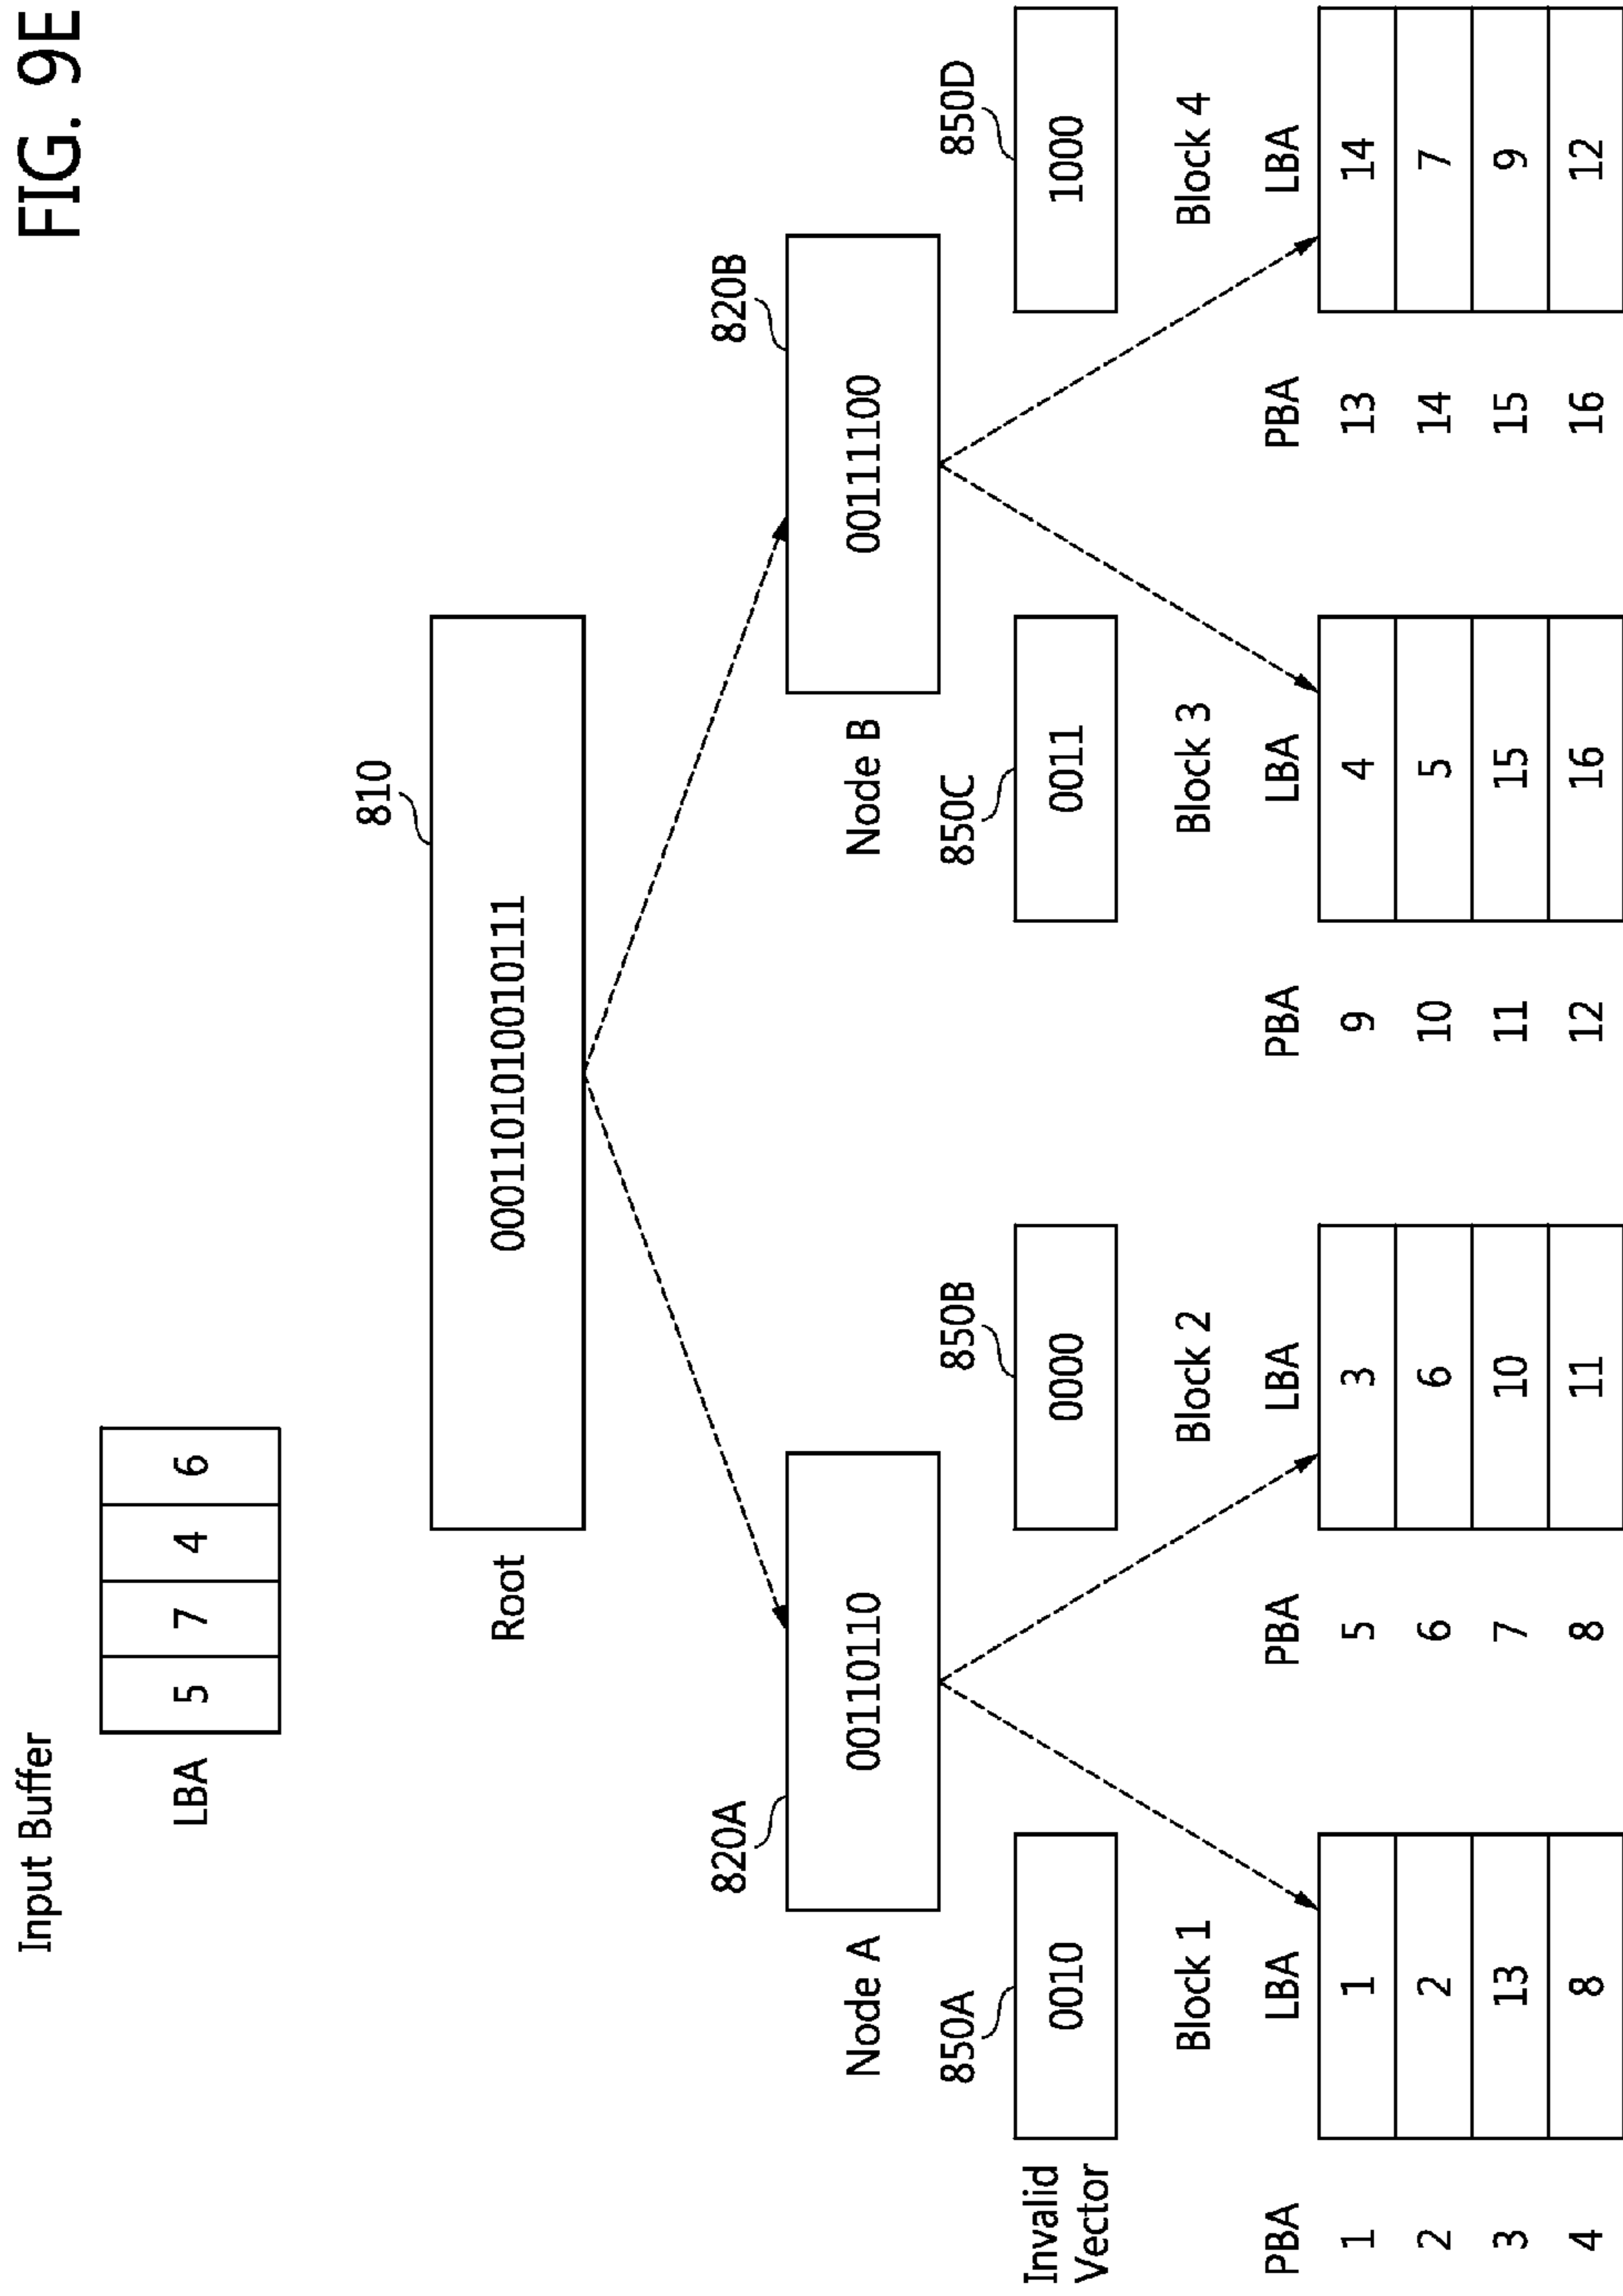 FIG. 9E
Input Buffer
LBA 5 7 4 6
810
Root 0001101010010111
820A 820B
Node A 00110110 Node B 00111100
850A 850B 850C 850D
Invalid Vector 0010 0000 0011 1000
Block 1 Block 2 Block 3 Block 4
PBA LBA PBA LBA PBA LBA PBA LBA
1 1 5 3 9 4 13 14
2 2 6 6 10 5 14 7
3 13 7 10 11 15 15 9
4 8 8 11 12 16 16 12